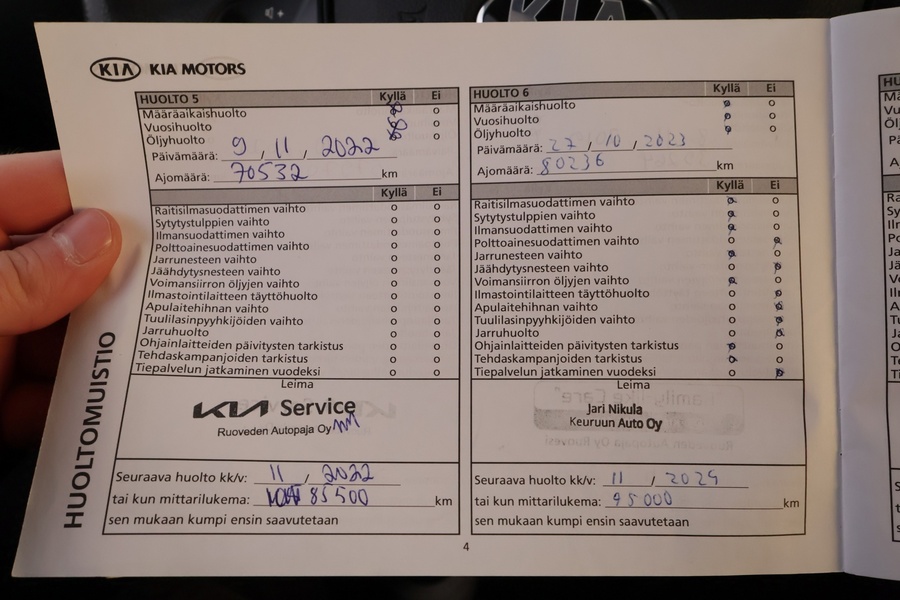 KIA KIA MOTORS
HUOLTO 5 Kyllä Ei
Määräaikaishuolto o
Vuosihuolto o
Öljyhuolto o
Päivämäärä: 9 / 11 / 2022
Ajomäärä: 70532 km
Kyllä Ei
Raitisilmasuodattimen vaihto o o
Sytytystulppien vaihto o o
Ilmansuodattimen vaihto o o
Polttoainesuodattimen vaihto o o
Jarrunesteen vaihto o o
Jäähdytysnesteen vaihto o o
Voimansiirron öljyjen vaihto o o
Ilmastointilaitteen täyttöhuolto o o
Apulaitehihnan vaihto o o
Tuulilasinpyyhkijöiden vaihto o o
Jarruhuolto o o
Ohjainlaitteiden päivitysten tarkistus o o
Tehdaskampanjoiden tarkistus o o
Tiepalvelun jatkaminen vuodeksi o o
Leima
KIA Service
Ruoveden Autopaja Oy
Seuraava huolto kk/v: 11 / 2022
tai kun mittarilukema: 85500 km
sen mukaan kumpi ensin saavutetaan
HUOLTO 6 Kyllä Ei
Määräaikaishuolto o o
Vuosihuolto o o
Öljyhuolto o o
Päivämäärä: 27 / 10 / 2023
Ajomäärä: 80236 km
Kyllä Ei
Raitisilmasuodattimen vaihto o o
Sytytystulppien vaihto o o
Ilmansuodattimen vaihto o o
Polttoainesuodattimen vaihto o o
Jarrunesteen vaihto o o
Jäähdytysnesteen vaihto o o
Voimansiirron öljyjen vaihto o o
Ilmastointilaitteen täyttöhuolto o o
Apulaitehihnan vaihto o o
Tuulilasinpyyhkijöiden vaihto o o
Jarruhuolto o o
Ohjainlaitteiden päivitysten tarkistus o o
Tehdaskampanjoiden tarkistus o o
Tiepalvelun jatkaminen vuodeksi o o
Leima
Jari Nikula
Keuruun Auto Oy
Seuraava huolto kk/v: 11 / 2024
tai kun mittarilukema: 95000 km
sen mukaan kumpi ensin saavutetaan
HUOLTOMUISTIO
4